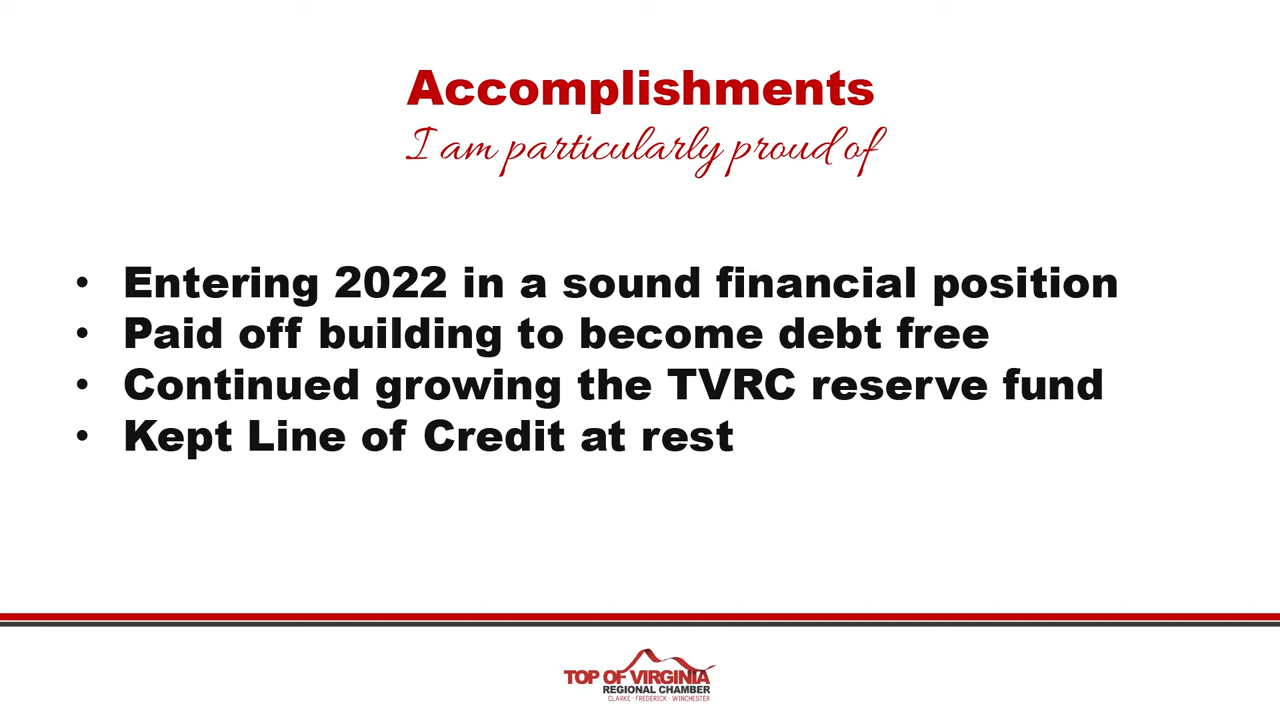 Accomplishments
I am particularly proud of
• Entering 2022 in a sound financial position
• Paid off building to become debt free
• Continued growing the TVRC reserve fund
• Kept Line of Credit at rest
TOP OF VIRGINIA
REGIONAL CHAMBER
CLARKE · FREDERICK · WINCHESTER